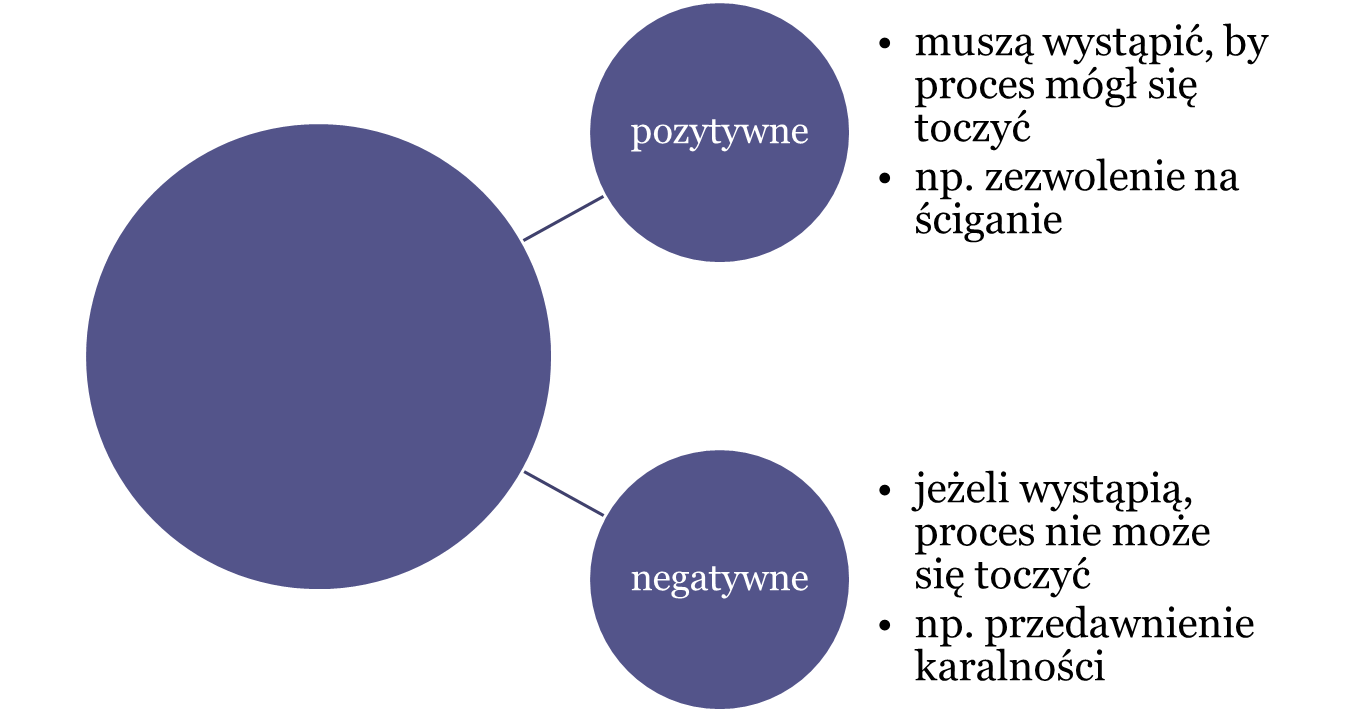 pozytywne
• muszą wystąpić, by
proces mógł się
toczyć
• np. zezwolenie na
ściganie
negatywne
• jeżeli wystąpią,
proces nie może
się toczyć
• np. przedawnienie
karalności